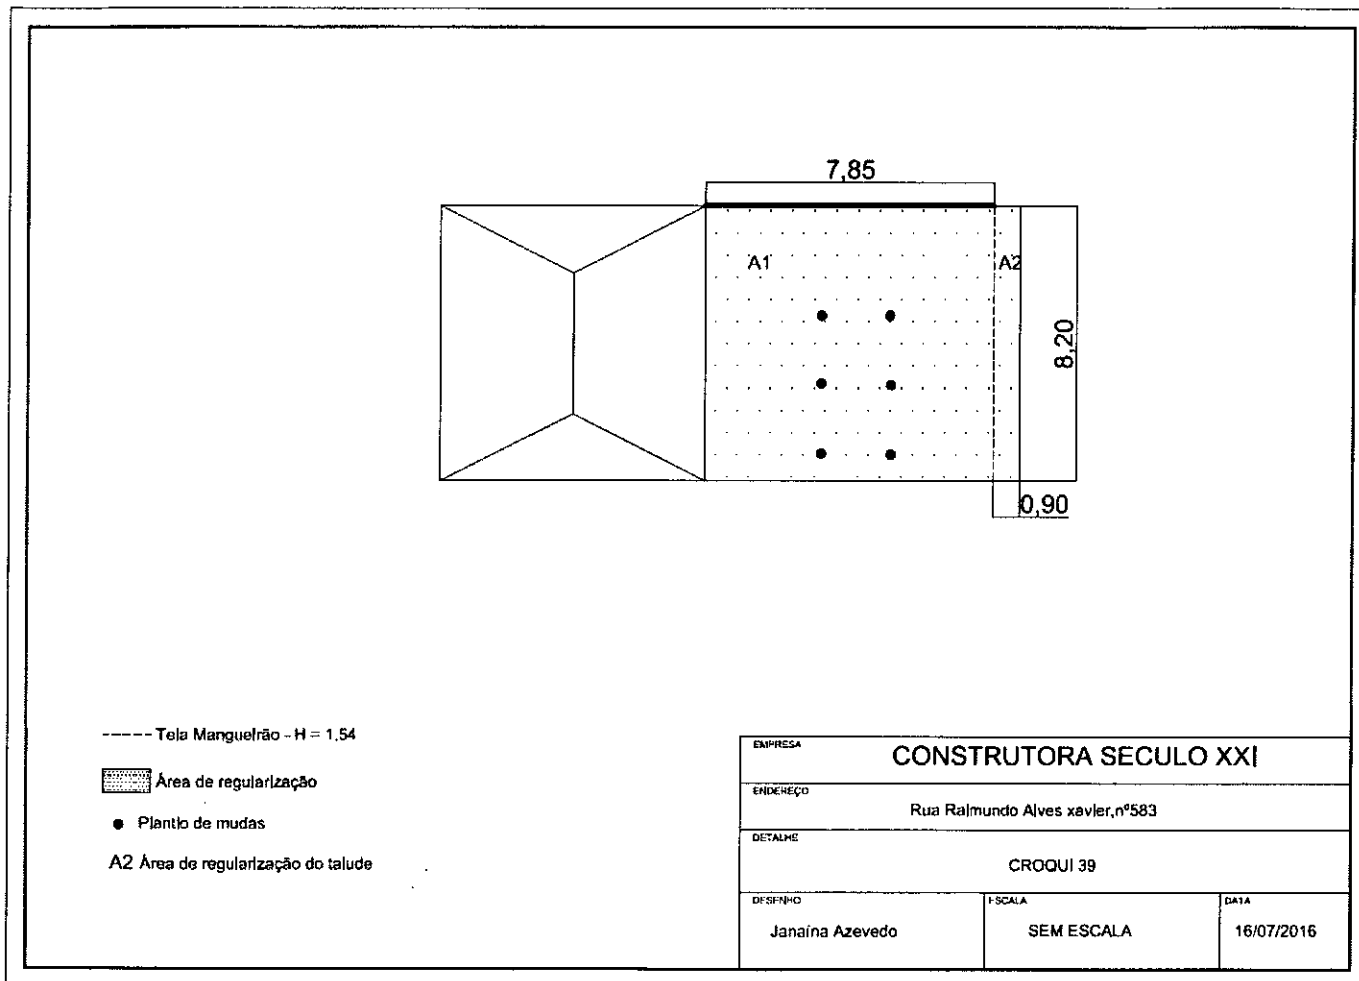 7,85
A1
A2
8,20
0,90
Tela Mangueirão - H = 1,54
Área de regularização
Plantio de mudas
A2 Área de regularização do talude
EMPRESA
CONSTRUTORA SECULO XXI
ENDEREÇO
Rua Raimundo Alves xavier,nº583
DETALHE
CROQUI 39
DESENHO
Janaína Azevedo
ESCALA
SEM ESCALA
DATA
16/07/2016